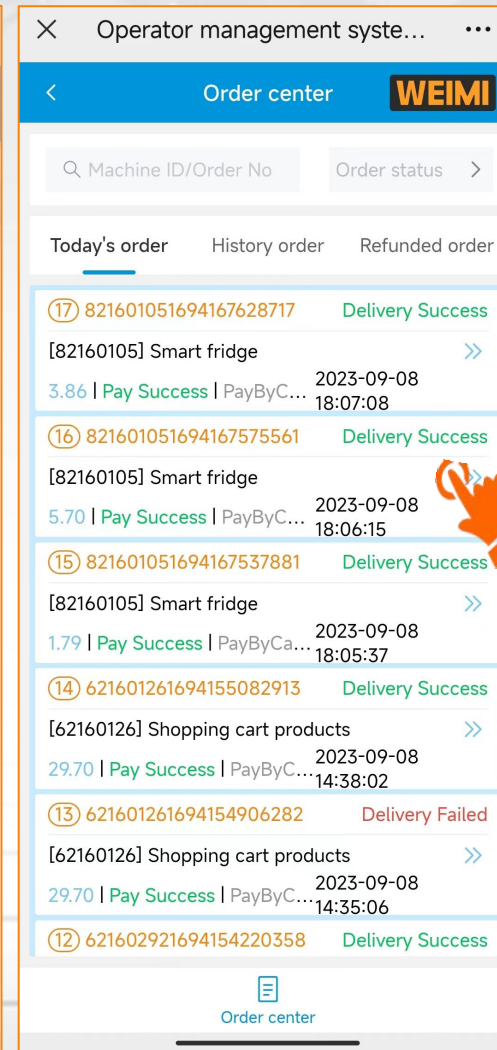 Operator management syste...
Order center
WEIMI
Machine ID/Order No
Order status
Today's order History order Refunded order
17 821601051694167628717 Delivery Success
[82160105] Smart fridge
3.86 | Pay Success | PayByC... 2023-09-08
18:07:08
16 821601051694167575561 Delivery Success
[82160105] Smart fridge
5.70 | Pay Success | PayByC... 2023-09-08
18:06:15
15 821601051694167537881 Delivery Success
[82160105] Smart fridge
1.79 | Pay Success | PayByCa... 2023-09-08
18:05:37
14 621601261694155082913 Delivery Success
[62160126] Shopping cart products
29.70 | Pay Success | PayByC... 2023-09-08
14:38:02
13 621601261694154906282 Delivery Failed
[62160126] Shopping cart products
29.70 | Pay Success | PayByC... 2023-09-08
14:35:06
12 621602921694154220358 Delivery Success
Order center